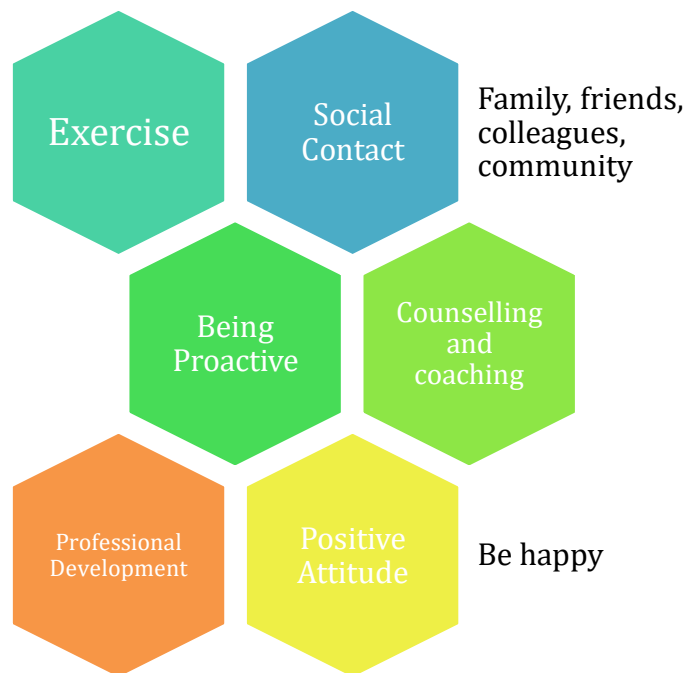 Exercise
Social
Contact
Family, friends,
colleagues,
community
Being
Proactive
Counselling
and
coaching
Professional
Development
Positive
Attitude
Be happy